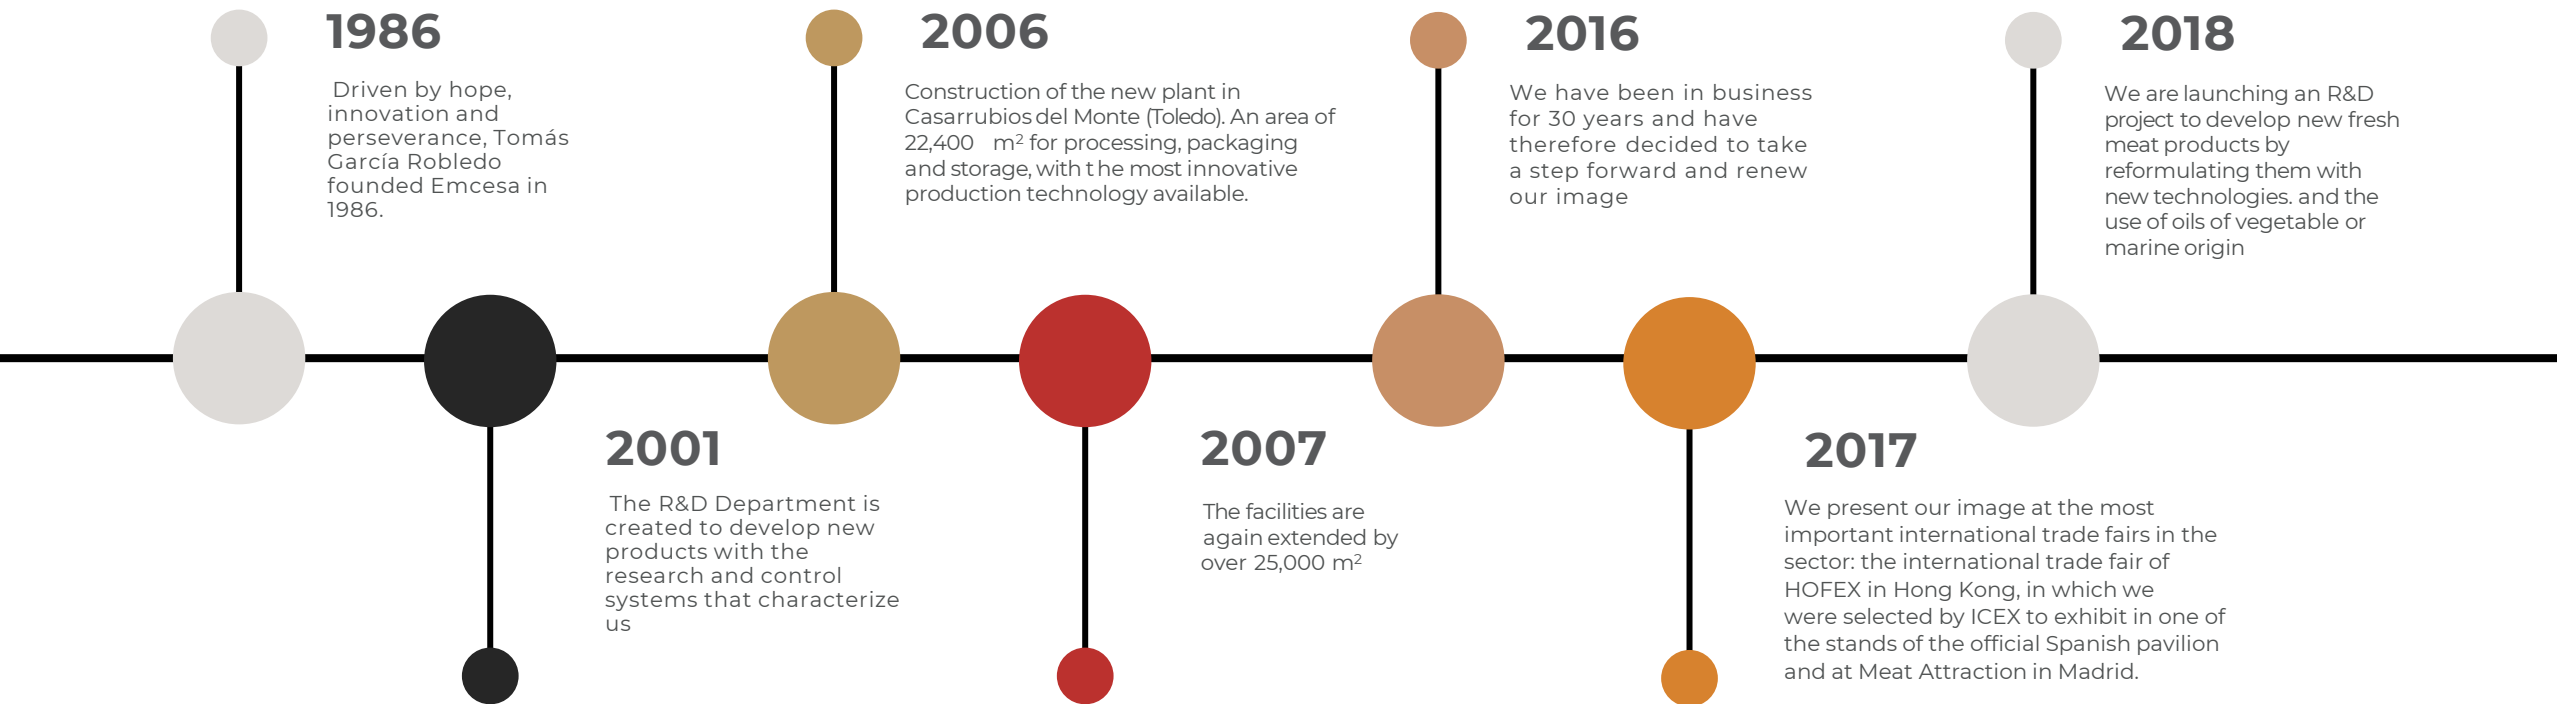 1986
Driven by hope,
innovation and
perseverance, Tomás
García Robledo
founded Emcesa in
1986.
2001
The R&D Department is
created to develop new
products with the
research and control
systems that characterize
us
2006
Construction of the new plant in
Casarrubios del Monte (Toledo). An area of
22,400 m² for processing, packaging
and storage, with t he most innovative
production technology available.
2007
The facilities are
again extended by
over 25,000 m²
2016
We have been in business
for 30 years and have
therefore decided to take
a step forward and renew
our image
2017
We present our image at the most
important international trade fairs in the
sector: the international trade fair of
HOFEX in Hong Kong, in which we
were selected by ICEX to exhibit in one of
the stands of the official Spanish pavilion
and at Meat Attraction in Madrid.
2018
We are launching an R&D
project to develop new fresh
meat products by
reformulating them with
new technologies. and the
use of oils of vegetable or
marine origin